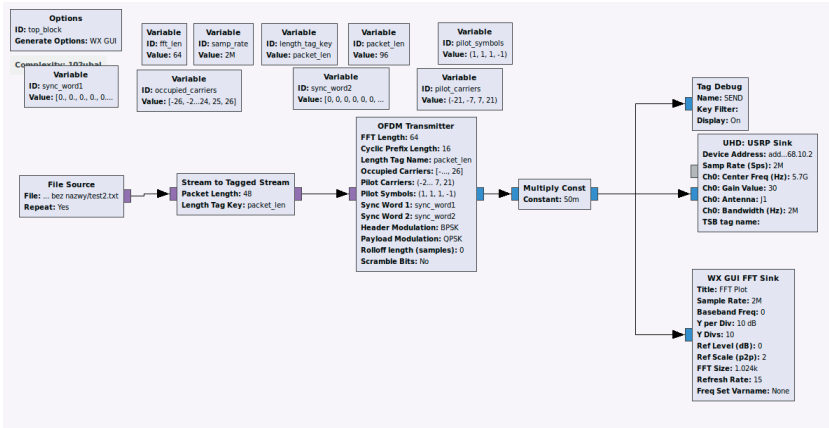 Options
ID: top_block
Generate Options: WX GUI
Variable
ID: fft_len
Value: 64
Variable
ID: samp_rate
Value: 2M
Variable
ID: length_tag_key
Value: packet_len
Variable
ID: packet_len
Value: 96
Variable
ID: pilot_symbols
Value: (1, 1, 1, -1)
Variable
ID: sync_word1
Value: [0., 0., 0., 0., 0....
Variable
ID: occupied_carriers
Value: [-26, -2...24, 25, 26]
Variable
ID: sync_word2
Value: [0, 0, 0, 0, 0, 0, ...
Variable
ID: pilot_carriers
Value: (-21, -7, 7, 21)
File Source
File: ... bez nazwy/test2.txt
Repeat: Yes
Stream to Tagged Stream
Packet Length: 48
Length Tag Key: packet_len
OFDM Transmitter
FFT Length: 64
Cyclic Prefix Length: 16
Length Tag Name: packet_len
Occupied Carriers: [-..., 26]
Pilot Carriers: (-2... 7, 21)
Pilot Symbols: (1, 1, 1, -1)
Sync Word 1: sync_word1
Sync Word 2: sync_word2
Header Modulation: BPSK
Payload Modulation: QPSK
Rolloff length (samples): 0
Scramble Bits: No
Multiply Const
Constant: 50m
Tag Debug
Name: SEND
Key Filter:
Display: On
UHD: USRP Sink
Device Address: add...68.10.2
Samp Rate (Sps): 2M
Ch0: Center Freq (Hz): 5.7G
Ch0: Gain Value: 30
Ch0: Antenna: J1
Ch0: Bandwidth (Hz): 2M
TSB tag name:
WX GUI FFT Sink
Title: FFT Plot
Sample Rate: 2M
Baseband Freq: 0
Y per Div: 10 dB
Y Divs: 10
Ref Level (dB): 0
Ref Scale (p2p): 2
FFT Size: 1.024k
Refresh Rate: 15
Freq Set Varname: None